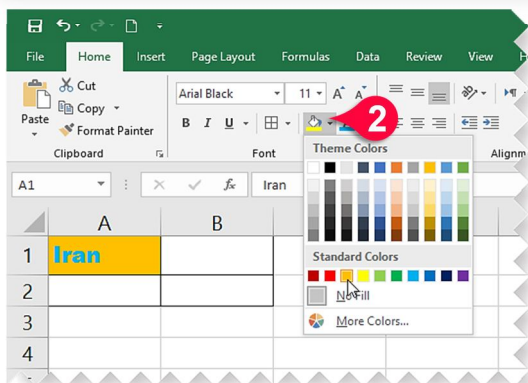 File Home Insert Page Layout Formulas Data Review View
Cut
Copy
Paste
Format Painter
Clipboard
Arial Black 11 A A
B I U A
Font
Alignm
2
Theme Colors
Standard Colors
No Fill
More Colors...
A1 fx Iran
A B
1 Iran
2
3
4